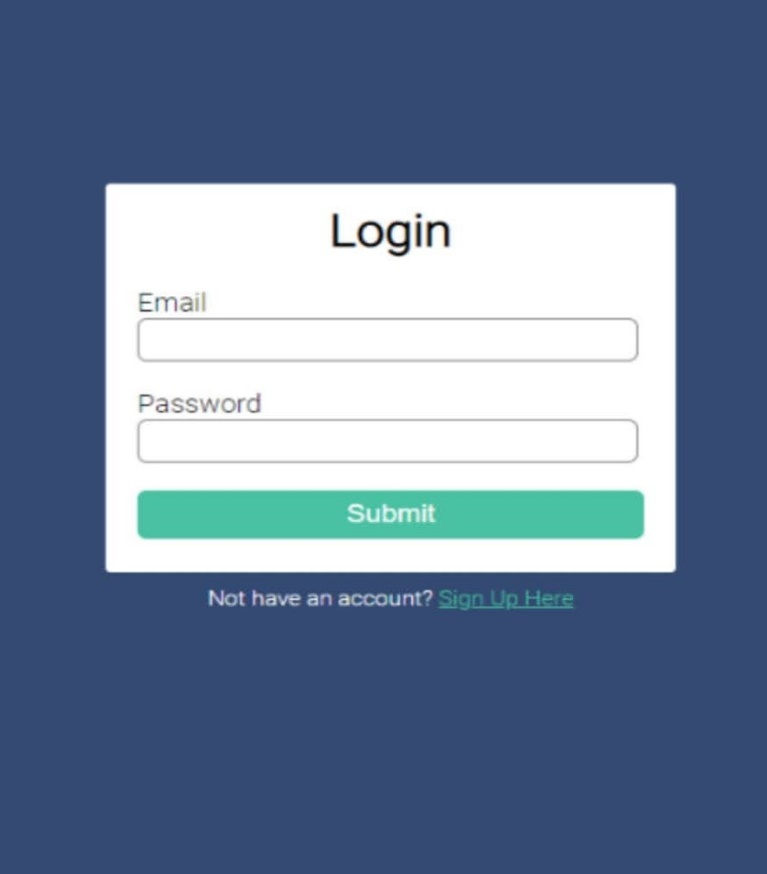 Login
Email
Password
Submit
Not have an account? Sign Up Here